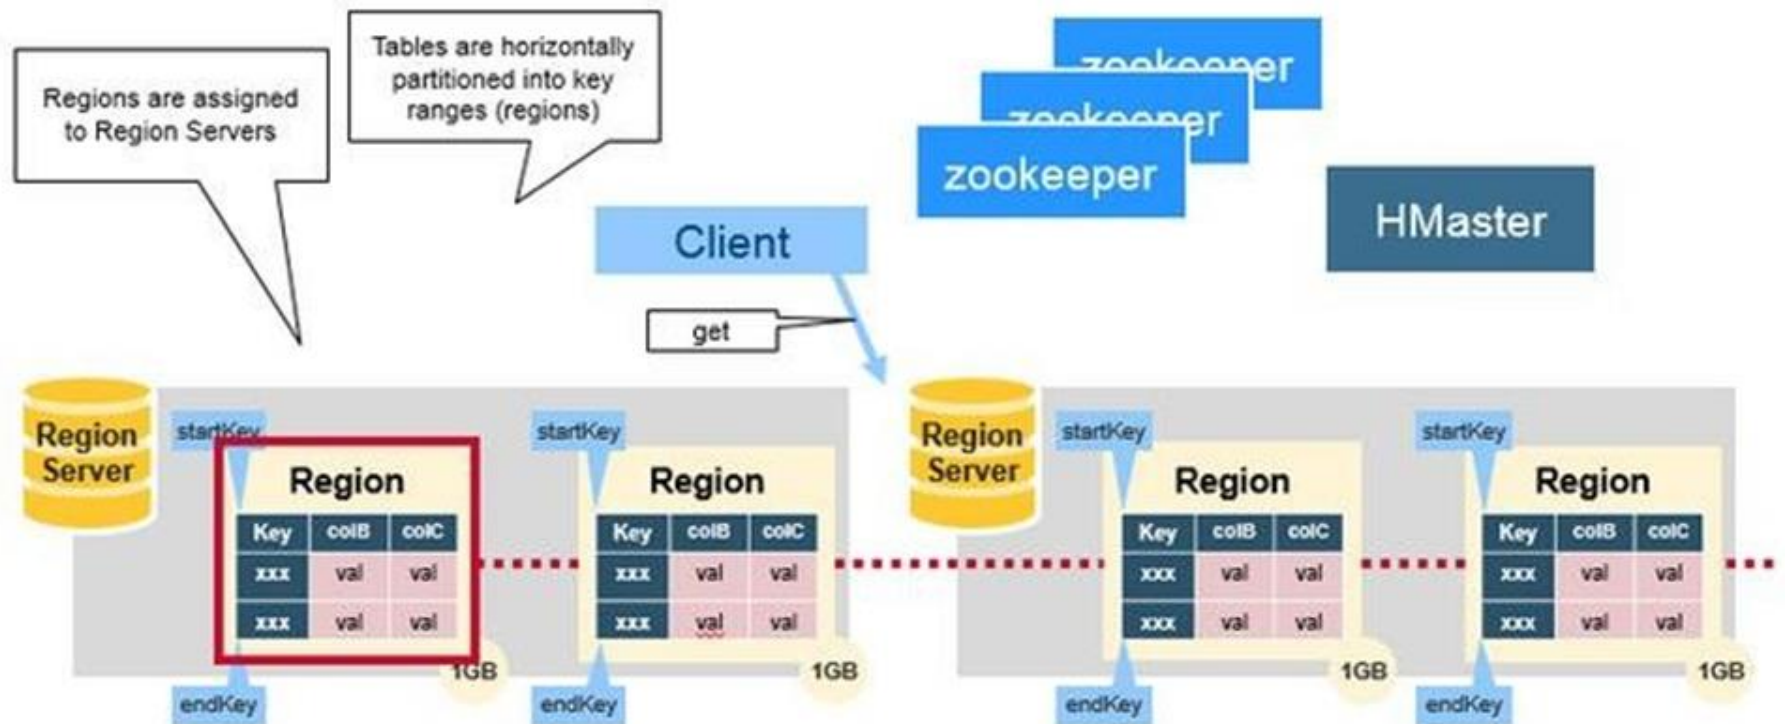 Regions are assigned
to Region Servers
Tables are horizontally
partitioned into key
ranges (regions)
zookeeper
zookeeper
zookeeper
HMaster
Client
get
Region
Server
startKey
Region
Key colB colC
xxx val val
xxx val val
1GB
endKey
startKey
Region
Key colB colC
xxx val val
xxx val val
1GB
endKey
Region
Server
startKey
Region
Key colB colC
xxx val val
xxx val val
1GB
endKey
startKey
Region
Key colB colC
xxx val val
xxx val val
1GB
endKey